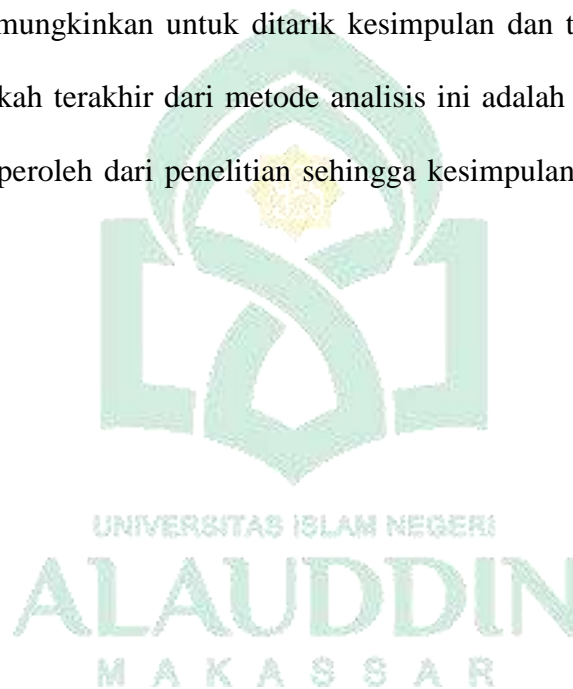 mungkinkan untuk ditarik kesimpulan dan t
kah terakhir dari metode analisis ini adalah
peroleh dari penelitian sehingga kesimpulan
UNIVERSITAS ISLAM NEGERI
ALAUDDIN
MAKASSAR